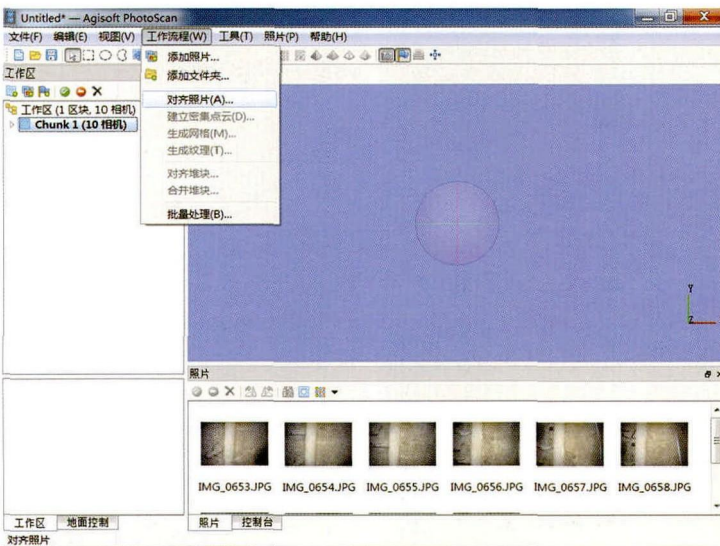 Untitled* — Agisoft PhotoScan
文件(F) 编辑(E) 视图(V) 工作流程(W) 工具(T) 照片(P) 帮助(H)
工作区
工作区 (1 区块, 10 相机)
Chunk 1 (10 相机)
添加照片...
添加文件夹...
对齐照片(A)...
建立密集点云(D)...
生成网格(M)...
生成纹理(T)...
对齐堆块...
合并堆块...
批量处理(B)...
Y
Z
照片
IMG_0653.JPG IMG_0654.JPG IMG_0655.JPG IMG_0656.JPG IMG_0657.JPG IMG_0658.JPG
工作区 地面控制
照片 控制台
对齐照片